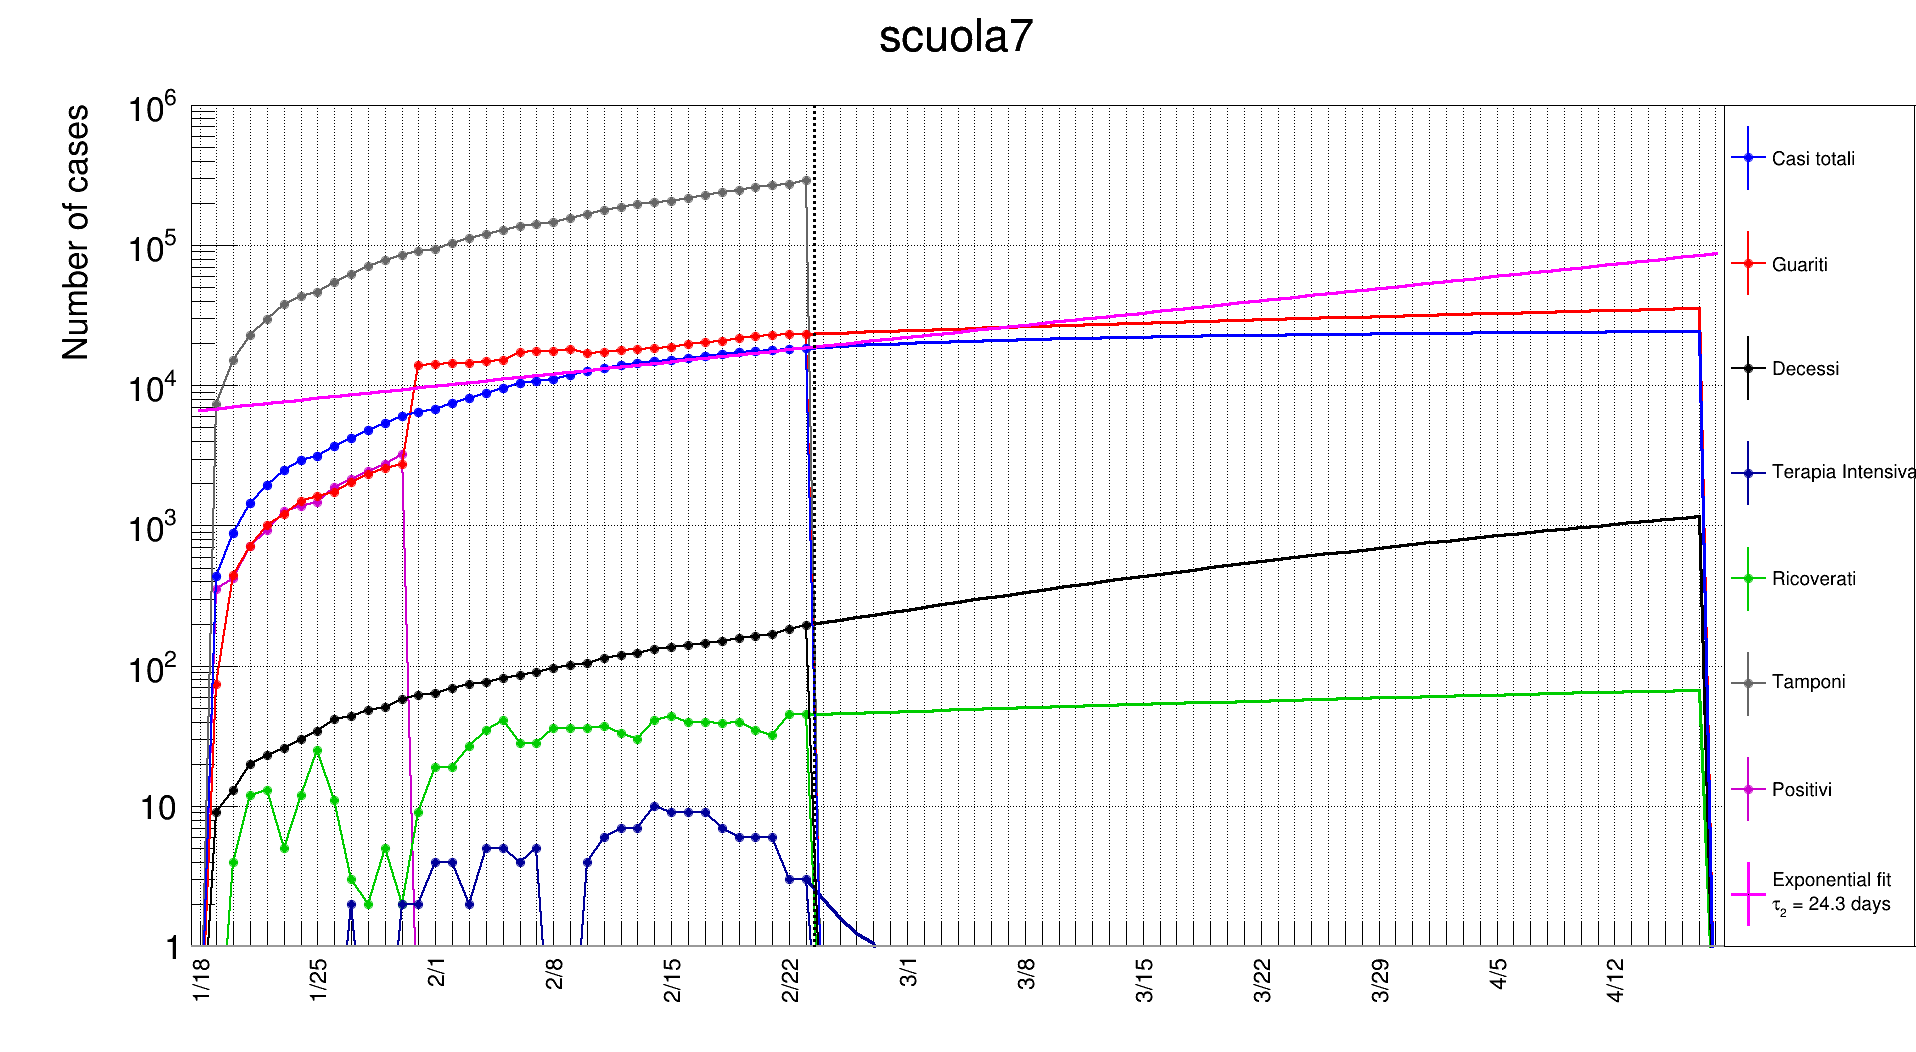 scuola7
Number of cases
10^6
10^5
10^4
10^3
10^2
10
1
1/18
1/25
2/1
2/8
2/15
2/22
3/1
3/8
3/15
3/22
3/29
4/5
4/12
Casi totali
Guariti
Decessi
Terapia Intensiva
Ricoverati
Tamponi
Positivi
Exponential fit
τ_2 = 24.3 days